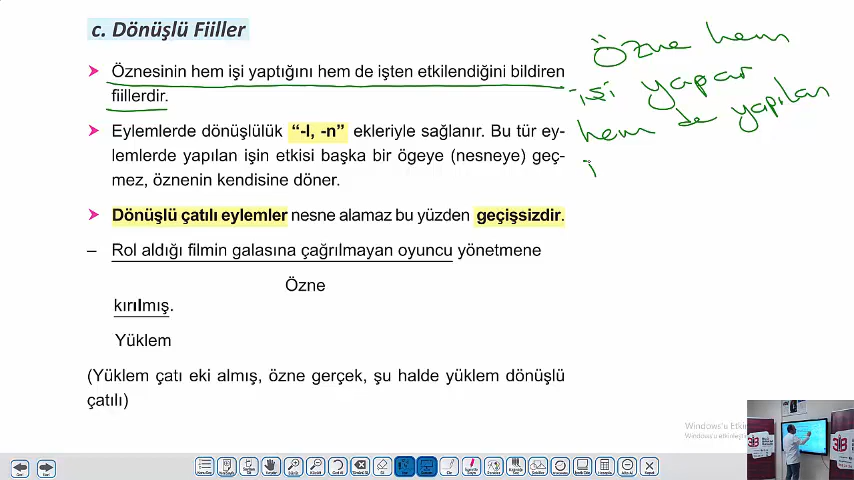 c. Dönüşlü Fiiller
Öznesinin hem işi yaptığını hem de işten etkilendiğini bildiren
fiillerdir.
Eylemlerde dönüşlülük “-l, -n” ekleriyle sağlanır. Bu tür ey-
lemlerde yapılan işin etkisi başka bir ögeye (nesneye) geç-
mez, öznenin kendisine döner.
Dönüşlü çatılı eylemler nesne alamaz bu yüzden geçişsizdir.
– Rol aldığı filmin galasına çağrılmayan oyuncu yönetmene
Özne
kırılmış.
Yüklem
(Yüklem çatı eki almış, özne gerçek, şu halde yüklem dönüşlü
çatılı)
Özne hem
işi yapar
hem de yapılan
i
Windows'u Etkin